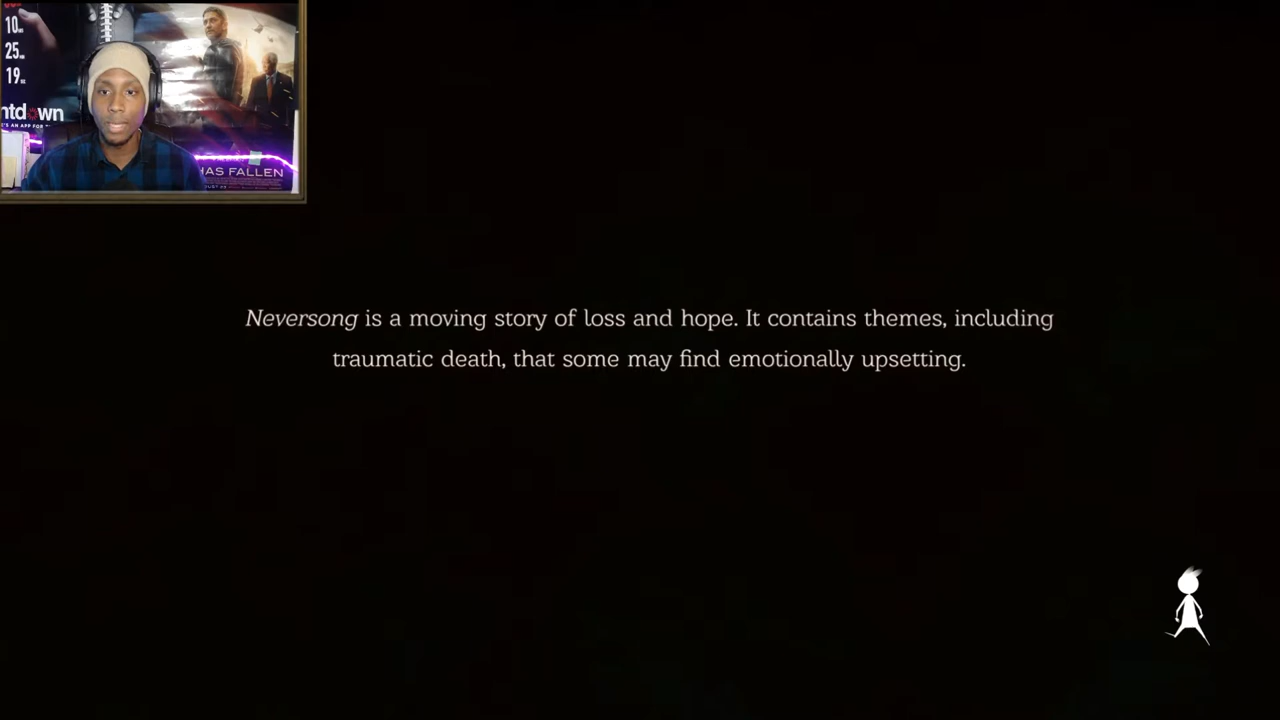 10
25
19
ntdown
HAS FALLEN
Neversong is a moving story of loss and hope. It contains themes, including
traumatic death, that some may find emotionally upsetting.